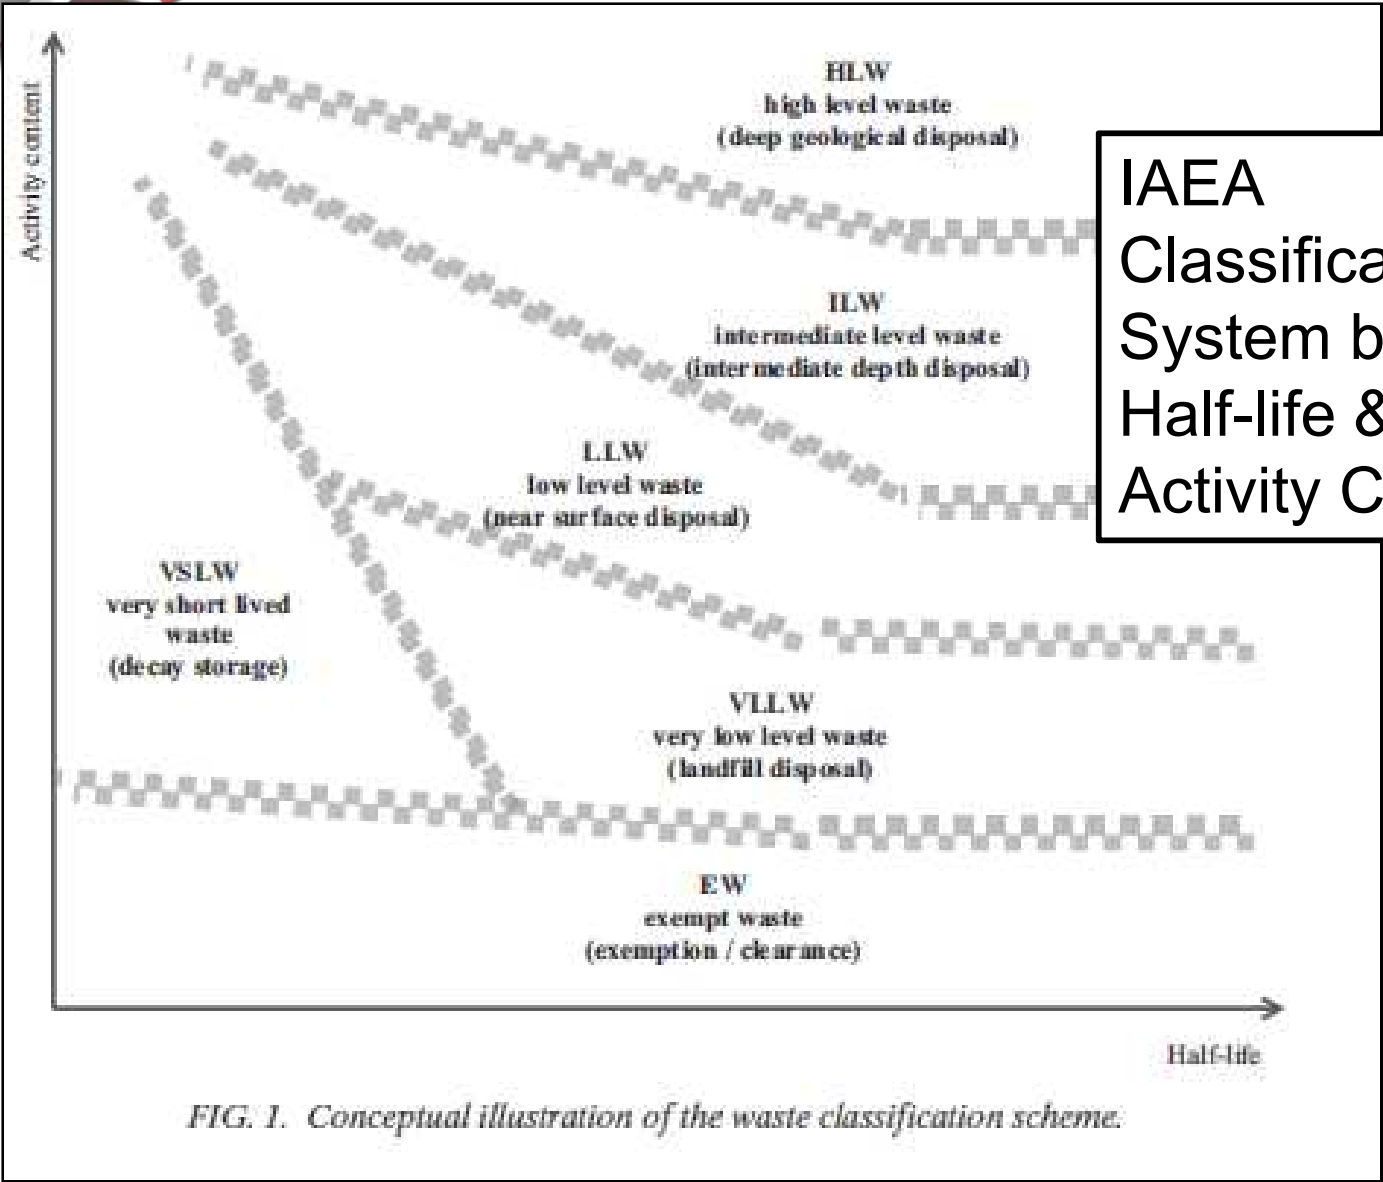 Activity content
HLW
high level waste
(deep geological disposal)
IAEA
Classifica
System b
Half-life &
Activity C
ILW
intermediate level waste
(intermediate depth disposal)
LLW
low level waste
(near surface disposal)
VSLW
very short lived
waste
(decay storage)
VLLW
very low level waste
(landfill disposal)
EW
exempt waste
(exemption / clearance)
Half-life
FIG. 1. Conceptual illustration of the waste classification scheme.